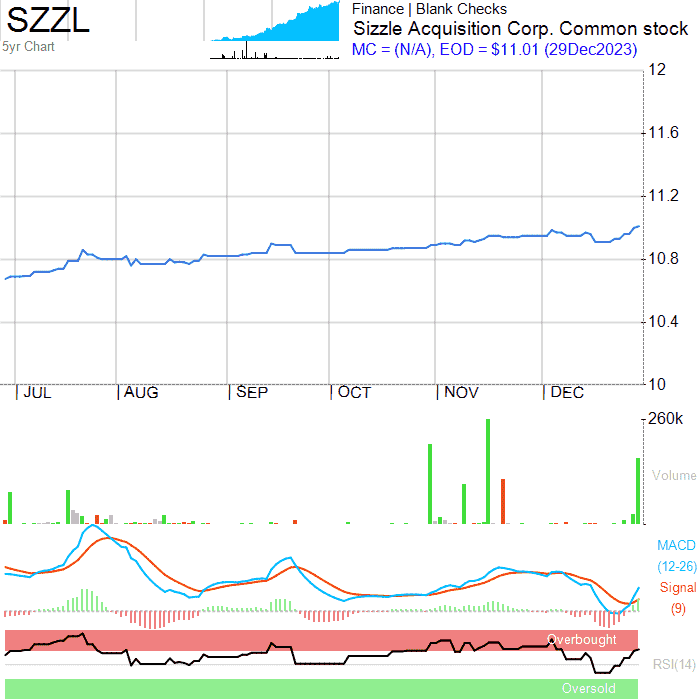 SZZL
5yr Chart
Finance | Blank Checks
Sizzle Acquisition Corp. Common stock
MC = (N/A), EOD = $11.01 (29Dec2023)
12
11.6
11.2
10.8
10.4
10
|JUL |AUG |SEP |OCT |NOV |DEC
260k
Volume
MACD
(12-26)
Signal
(9)
Overbought
RSI(14)
Oversold